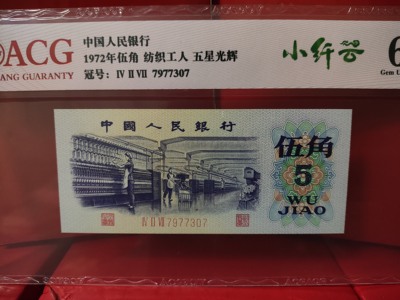 ACG
ANG GUARANTY
中国人民银行
1972年伍角 纺织工人 五星光辉
冠号: IV II VII 7977307
小纤容
6
Gem U
中國人民銀行
伍角
5
WU
JIAO
IV II VII 7977307